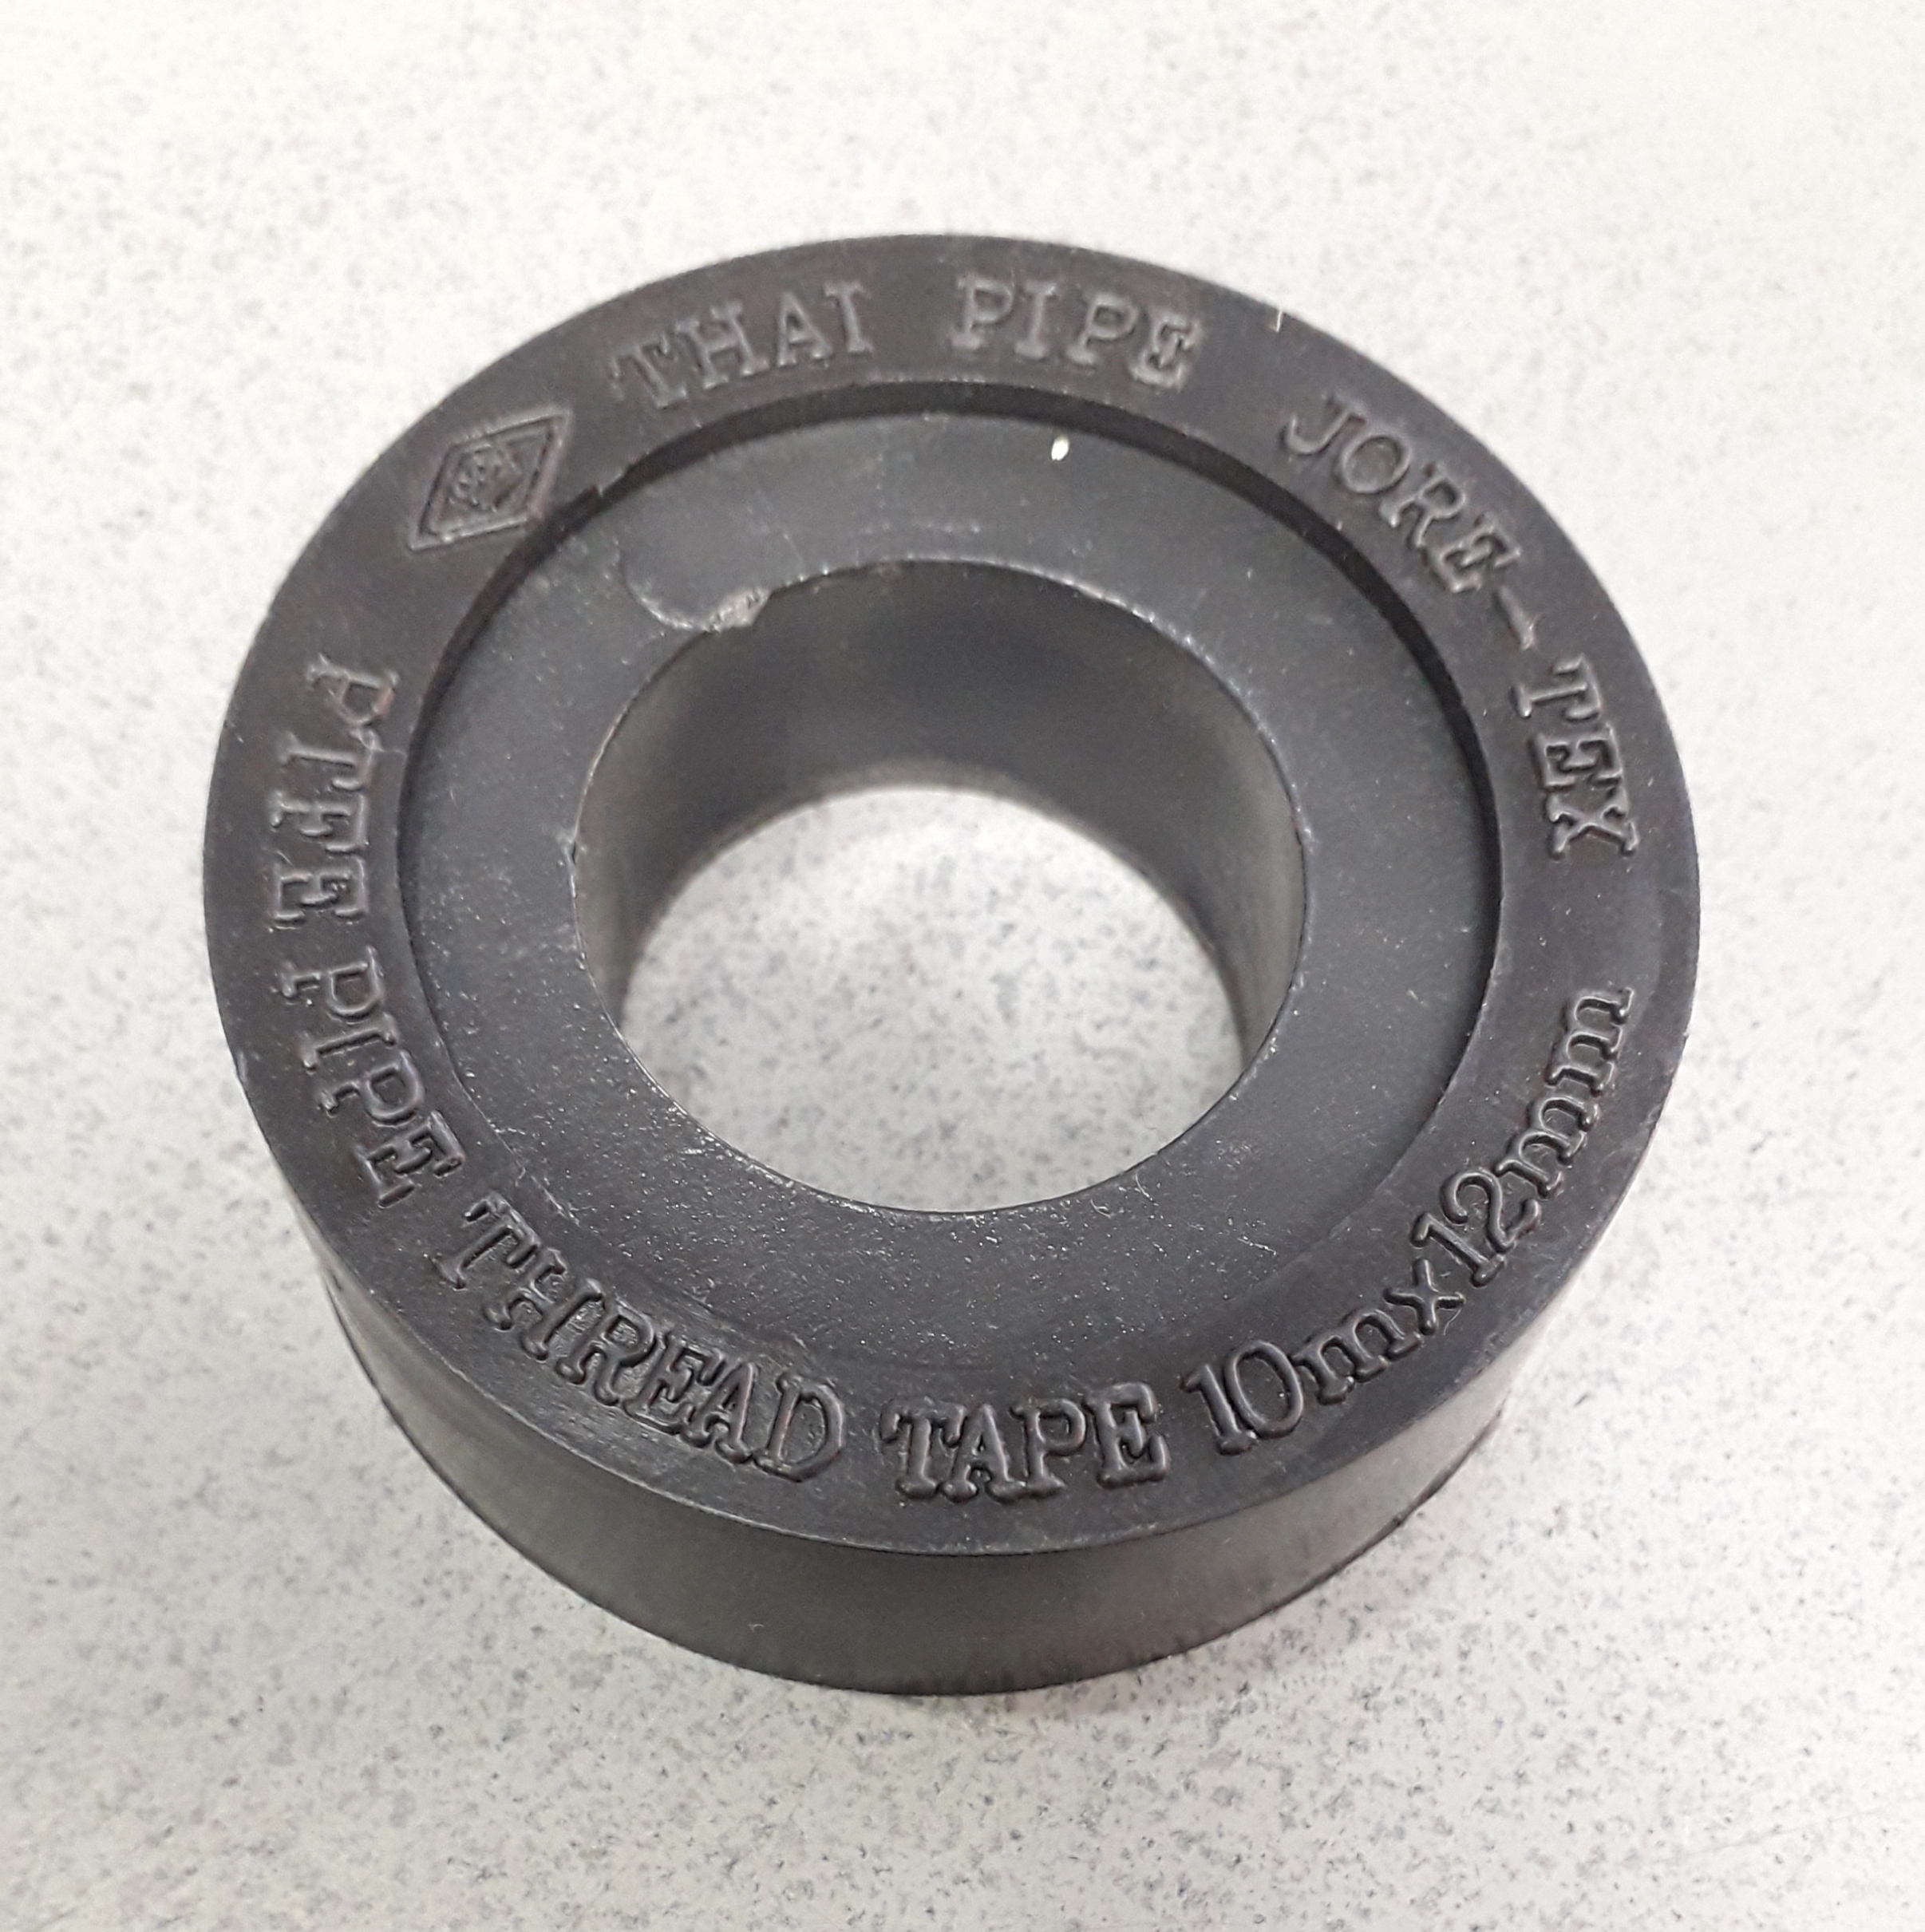 THAI PIPE JORE-TEX
PTFE PIPE THREAD TAPE 10mx12mm